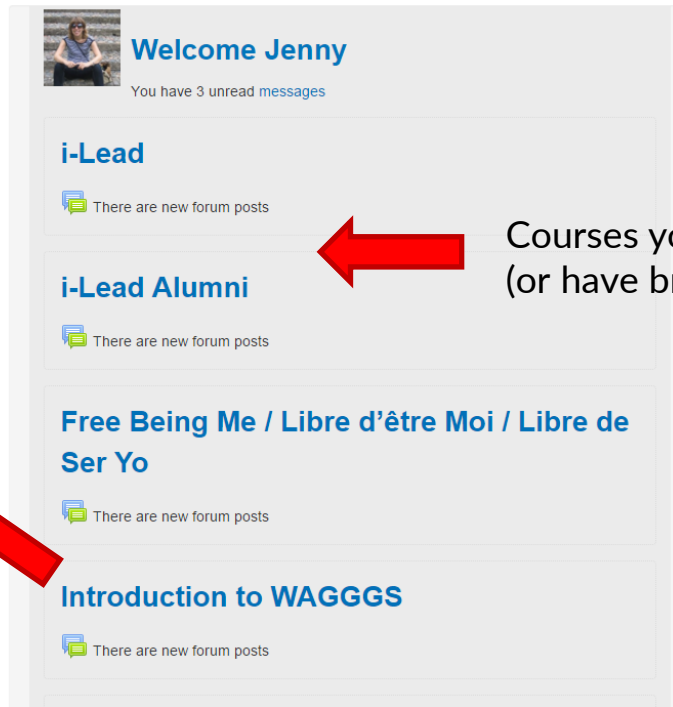 Welcome Jenny
You have 3 unread messages
i-Lead
There are new forum posts
Courses
(or have
i-Lead Alumni
There are new forum posts
Free Being Me / Libre d’être Moi / Libre de
Ser Yo
There are new forum posts
Introduction to WAGGGS
There are new forum posts